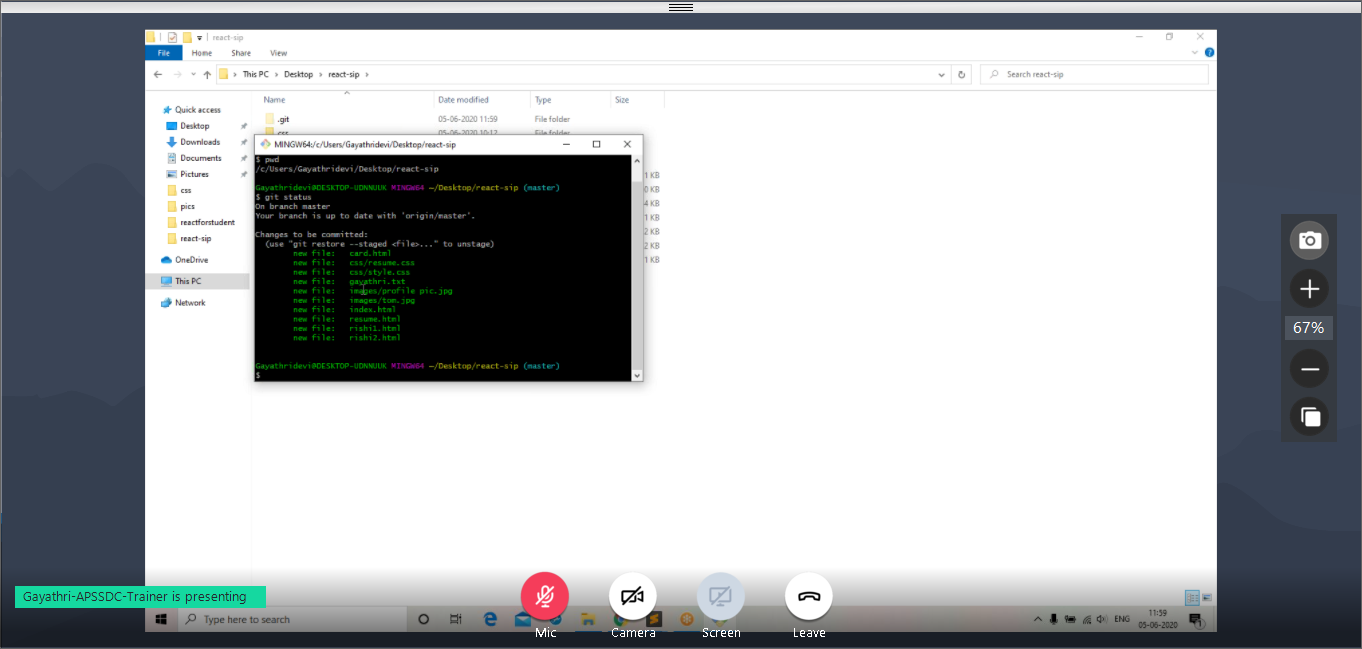 react-sip
File Home Share View
This PC Desktop react-sip
Search react-sip
Name Date modified Type Size
Quick access
Desktop
Downloads
Documents
Pictures
css
pics
reactforstudent
react-sip
OneDrive
This PC
Network
.git 05-06-2020 11:59 File folder
css 05-06-2020 10:12 File folder
1 KB
0 KB
4 KB
1 KB
2 KB
2 KB
1 KB
MINGW64:/c/Users/Gayathridevi/Desktop/react-sip
$ pwd
/c/Users/Gayathridevi/Desktop/react-sip
Gayathridevi@DESKTOP-UDNNUUK MINGW64 ~/Desktop/react-sip (master)
$ git status
On branch master
Your branch is up to date with 'origin/master'.
Changes to be committed:
(use "git restore --staged <file>..." to unstage)
new file: card.html
new file: css/resume.css
new file: css/style.css
new file: gayathri.txt
new file: images/profile pic.jpg
new file: images/tom.jpg
new file: index.html
new file: resume.html
new file: rishi1.html
new file: rishi2.html
Gayathridevi@DESKTOP-UDNNUUK MINGW64 ~/Desktop/react-sip (master)
$
67%
Gayathri-APSSDC-Trainer is presenting
Type here to search
ENG
11:59
05-06-2020
1
Mic Camera Screen Leave